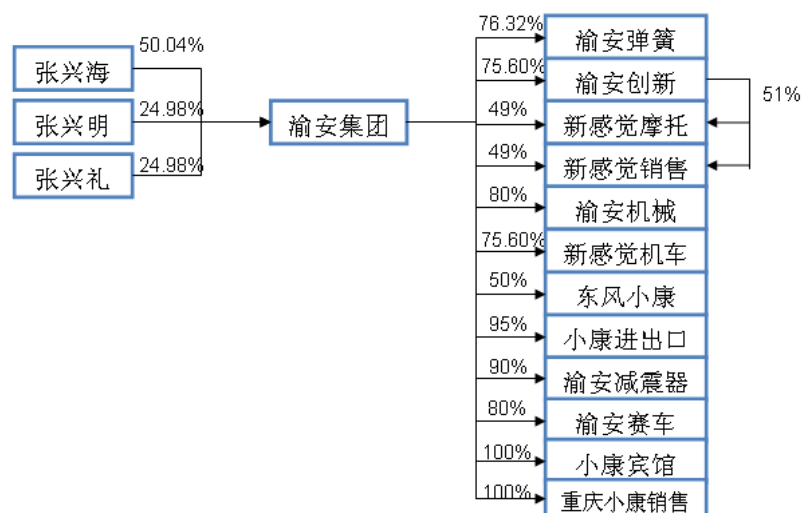 50.04%
张兴海
24.98%
张兴明
24.98%
张兴礼
渝安集团
76.32%
渝安弹簧
75.60%
渝安创新
51%
49%
新感觉摩托
49%
新感觉销售
80%
渝安机械
75.60%
新感觉机车
50%
东风小康
95%
小康进出口
90%
渝安减震器
80%
渝安赛车
100%
小康宾馆
100%
重庆小康销售